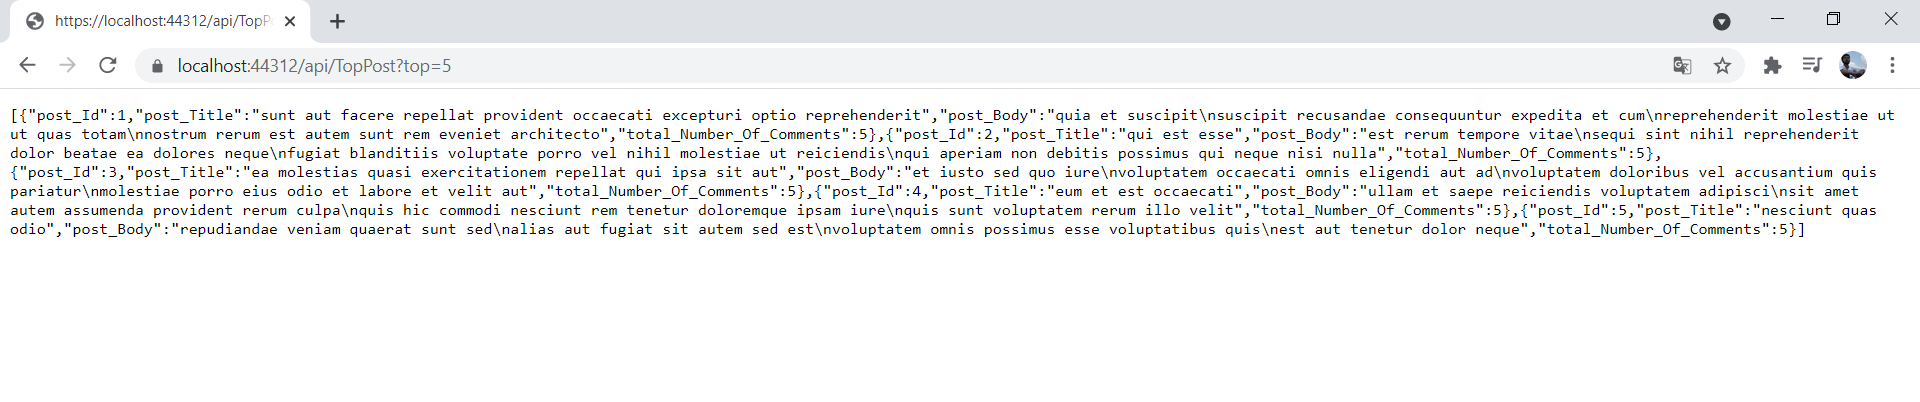 https://localhost:44312/api/TopP
localhost:44312/api/TopPost?top=5
[{"post_Id":1,"post_Title":"sunt aut facere repellat provident occaecati excepturi optio reprehenderit","post_Body":"quia et suscipit\nsuscipit recusandae consequuntur expedita et cum\nreprehenderit molestiae ut
ut quas totam\nnostrum rerum est autem sunt rem eveniet architecto","total_Number_Of_Comments":5},{"post_Id":2,"post_Title":"qui est esse","post_Body":"est rerum tempore vitae\nsequi sint nihil reprehenderit
dolor beatae ea dolores neque\nfugiat blanditiis voluptate porro vel nihil molestiae ut reiciendis\nqui aperiam non debitis possimus qui neque nisi nulla","total_Number_Of_Comments":5},
{"post_Id":3,"post_Title":"ea molestias quasi exercitationem repellat qui ipsa sit aut","post_Body":"et iusto sed quo iure\nvoluptatem occaecati omnis eligendi aut ad\nvoluptatem doloribus vel accusantium quis
pariatur\nmolestiae porro eius odio et labore et velit aut","total_Number_Of_Comments":5},{"post_Id":4,"post_Title":"eum et est occaecati","post_Body":"ullam et saepe reiciendis voluptatem adipisci\nsit amet
autem assumenda provident rerum culpa\nquis hic commodi nesciunt rem tenetur doloremque ipsam iure\nquis sunt voluptatem rerum illo velit","total_Number_Of_Comments":5},{"post_Id":5,"post_Title":"nesciunt quas
odio","post_Body":"repudiandae veniam quaerat sunt sed\nalias aut fugiat sit autem sed est\nvoluptatem omnis possimus esse voluptatibus quis\nest aut tenetur dolor neque","total_Number_Of_Comments":5}]